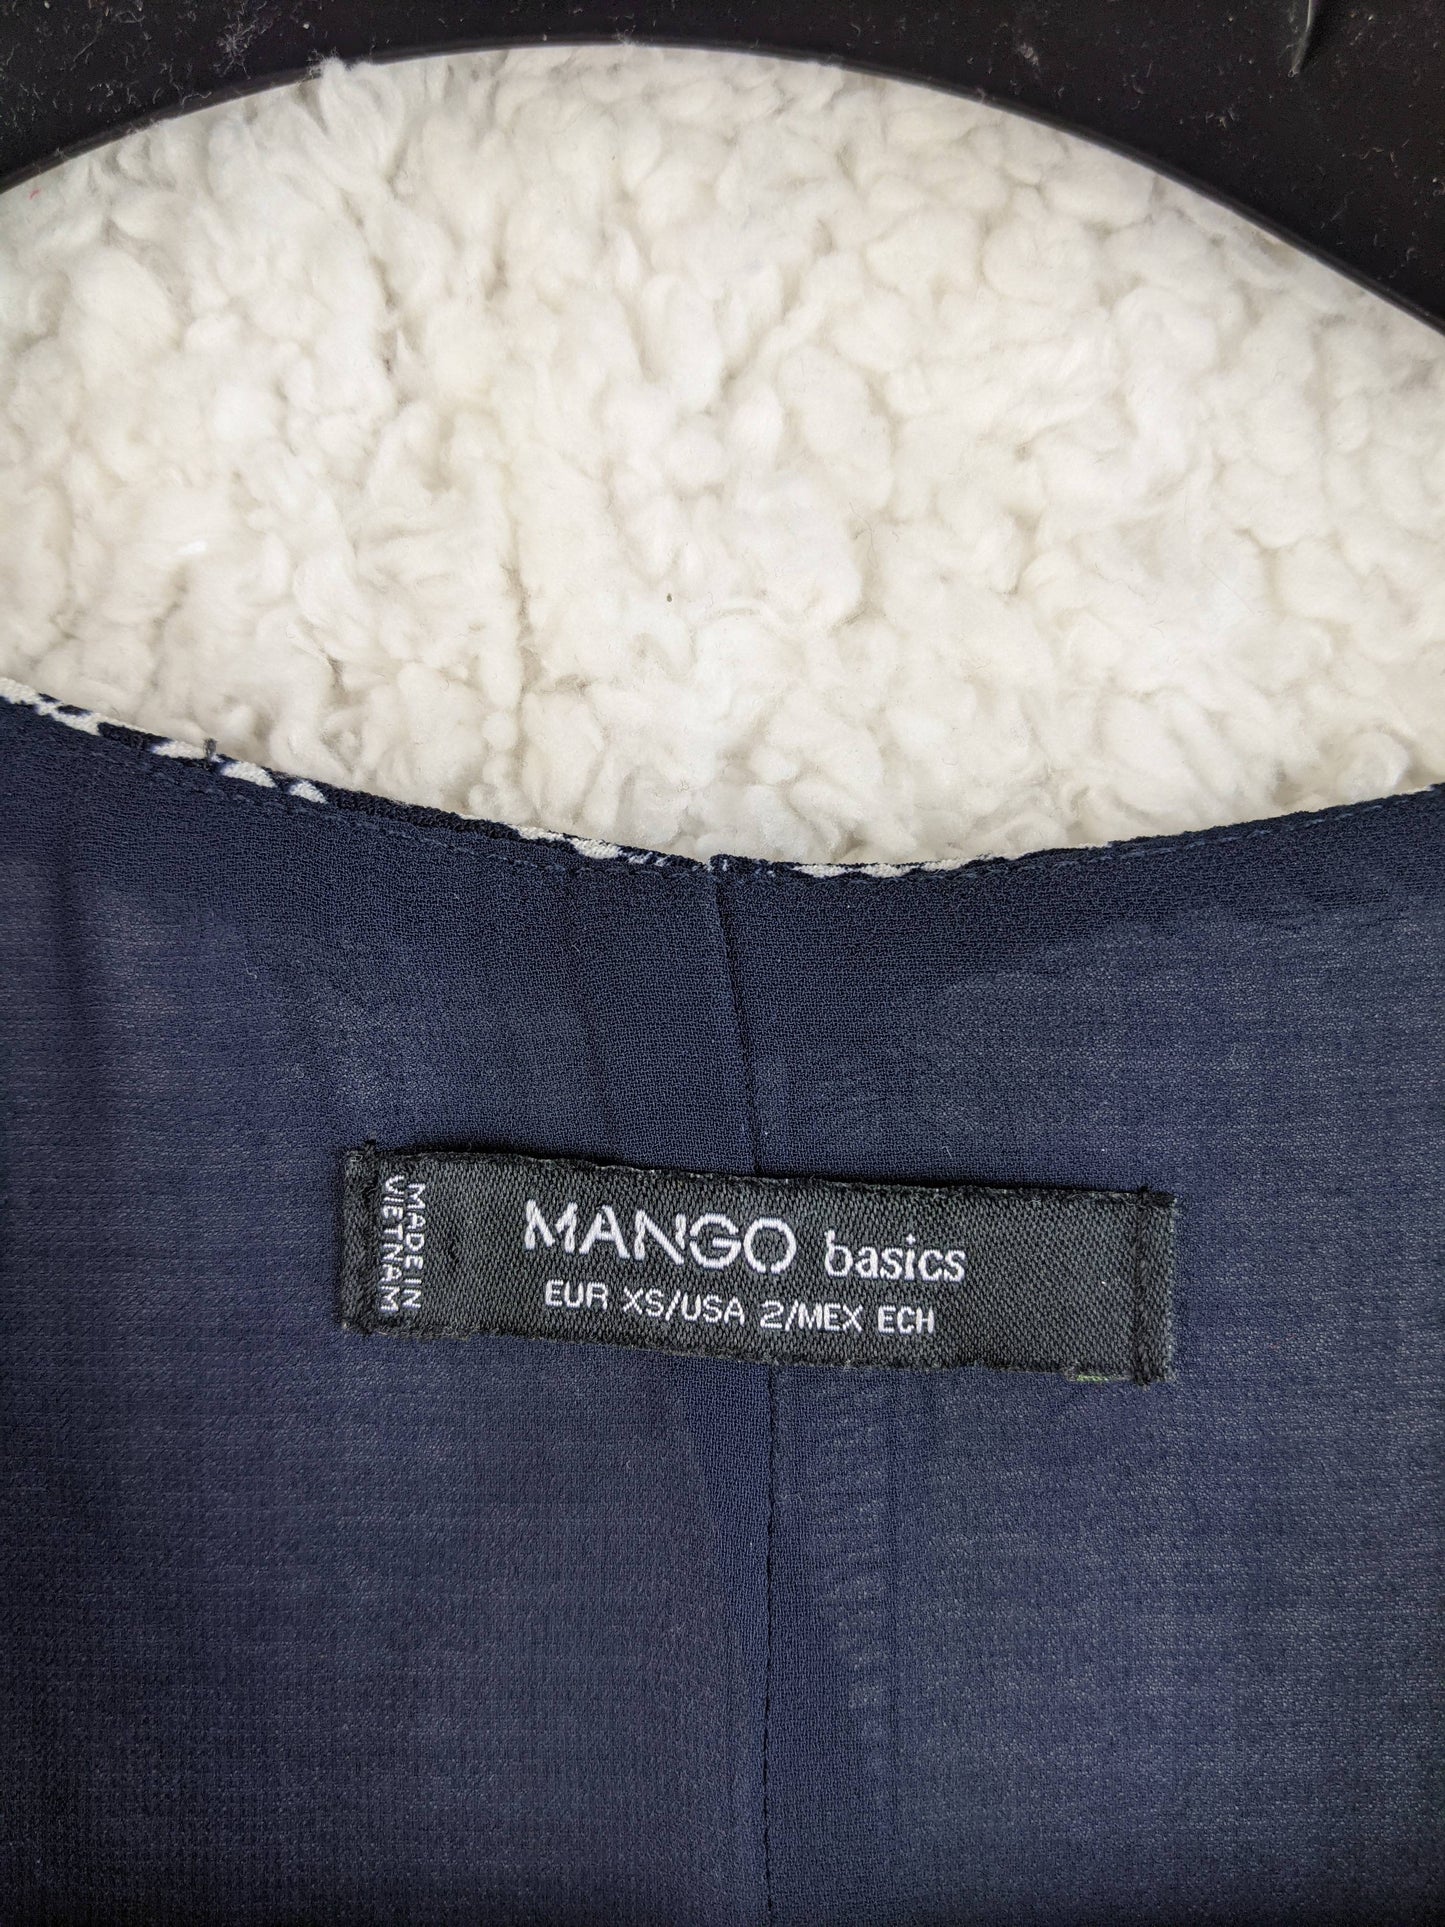 MADE IN
VIETNAM
MANGO basics
EUR XS/USA 2/MEX ECH